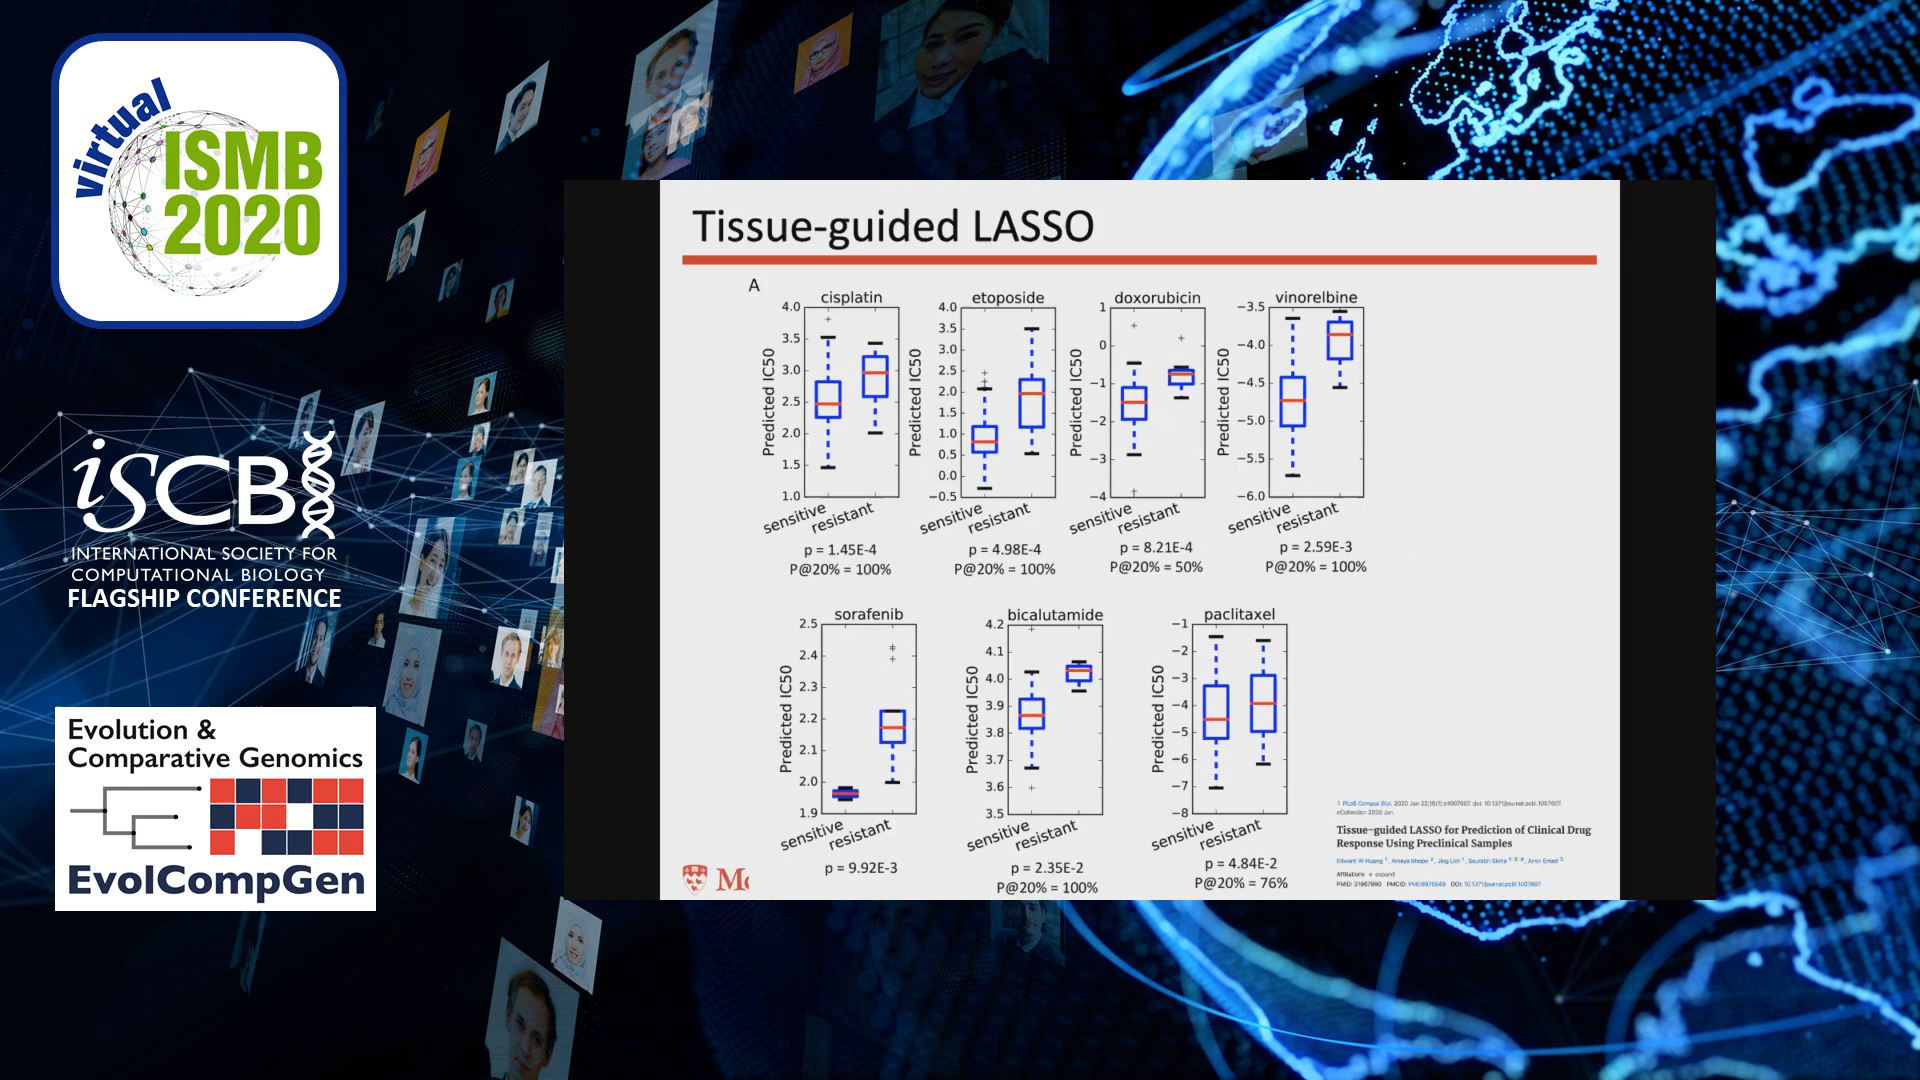 virtual
ISMB
2020
iSCB
INTERNATIONAL SOCIETY FOR
COMPUTATIONAL BIOLOGY
FLAGSHIP CONFERENCE
Evolution &
Comparative Genomics
EvolCompGen
Tissue-guided LASSO
A
cisplatin
4.0
3.5
3.0
2.5
2.0
1.5
1.0
Predicted IC50
sensitive
resistant
p = 1.45E-4
P@20% = 100%
etoposide
4.0
3.5
3.0
2.5
2.0
1.5
1.0
0.5
0.0
−0.5
Predicted IC50
sensitive
resistant
p = 4.98E-4
P@20% = 100%
doxorubicin
1
0
−1
−2
−3
−4
Predicted IC50
sensitive
resistant
p = 8.21E-4
P@20% = 50%
vinorelbine
−3.5
−4.0
−4.5
−5.0
−5.5
−6.0
Predicted IC50
sensitive
resistant
p = 2.59E-3
P@20% = 100%
sorafenib
2.5
2.4
2.3
2.2
2.1
2.0
1.9
Predicted IC50
sensitive
resistant
p = 9.92E-3
bicalutamide
4.2
4.1
4.0
3.9
3.8
3.7
3.6
3.5
Predicted IC50
sensitive
resistant
p = 2.35E-2
P@20% = 100%
paclitaxel
−1
−2
−3
−4
−5
−6
−7
−8
Predicted IC50
sensitive
resistant
p = 4.84E-2
P@20% = 76%
> PLoS Comput Biol. 2020 Jan 22;16(1):e1007607. doi: 10.1371/journal.pcbi.1007607.
eCollection 2020 Jan.
Tissue-guided LASSO for Prediction of Clinical Drug
Response Using Preclinical Samples
Edward W Huang 1, Ameya Bhope 2, Jing Lim 1, Saurabh Sinha 1 3 4, Amin Emad 2
Affiliations + expand
PMID: 31967990 PMCID: PMC6975549 DOI: 10.1371/journal.pcbi.1007607